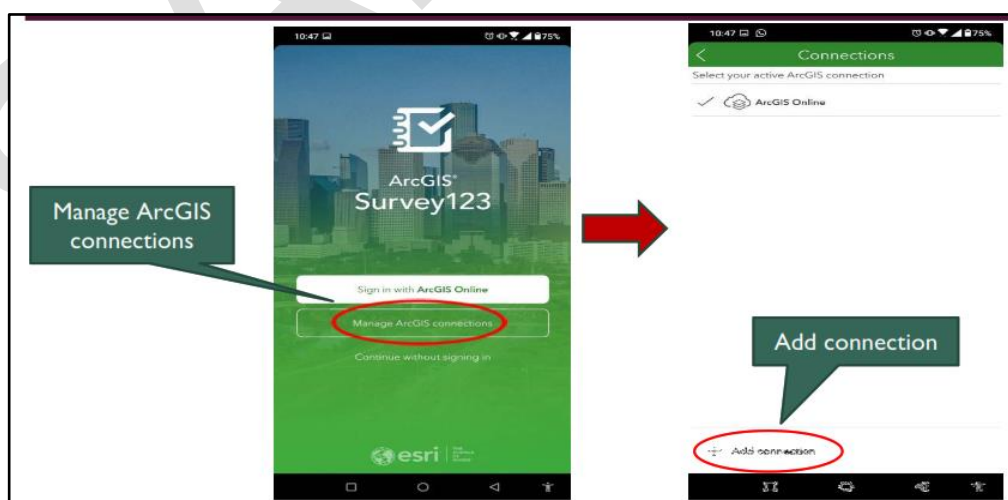 10:47
75%
ArcGIS®
Survey123
Manage ArcGIS
connections
Sign in with ArcGIS Online
Manage ArcGIS connections
Continue without signing in
esri
10:47
75%
Connections
Select your active ArcGIS connection
ArcGIS Online
Add connection
Add connection